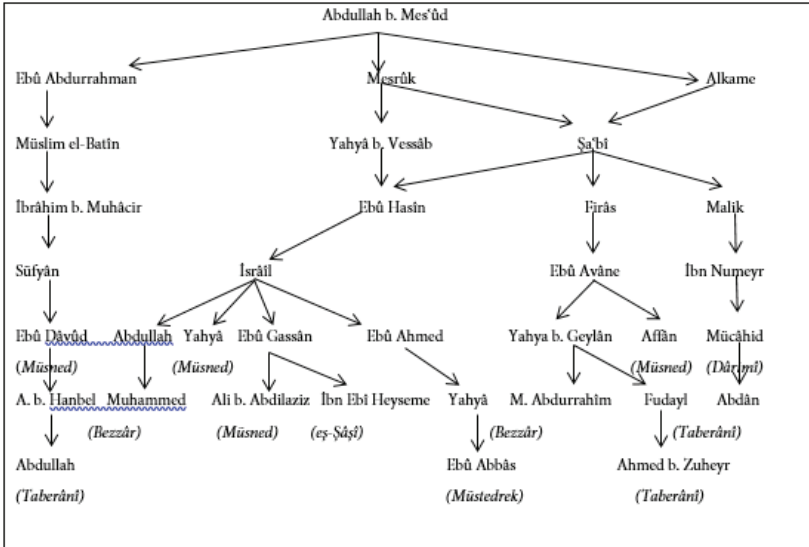 Abdullah b. Mes‘ûd
Ebû Abdurrahman Mesrûk Alkame
Müslim el-Batîn Yahyâ b. Vessâb Şa‘bî
İbrâhim b. Muhâcir Ebû Hasîn Firâs Malik
Süfyân İsrâîl Ebû Avâne İbn Numeyr
Ebû Dâvûd Abdullah Yahyâ Ebû Gassân Ebû Ahmed Yahya b. Geylân Affân Mücâhid
(Müsned) (Müsned) (Müsned) (Dârimî)
A. b. Hanbel Muhammed Ali b. Abdilaziz İbn Ebî Heyseme Yahyâ M. Abdurrahîm Fudayl Abdân
(Bezzâr) (Müsned) (eş-Şâşî) (Bezzâr) (Taberânî)
Abdullah Ebû Abbâs Ahmed b. Zuheyr
(Taberânî) (Müstedrek) (Taberânî)